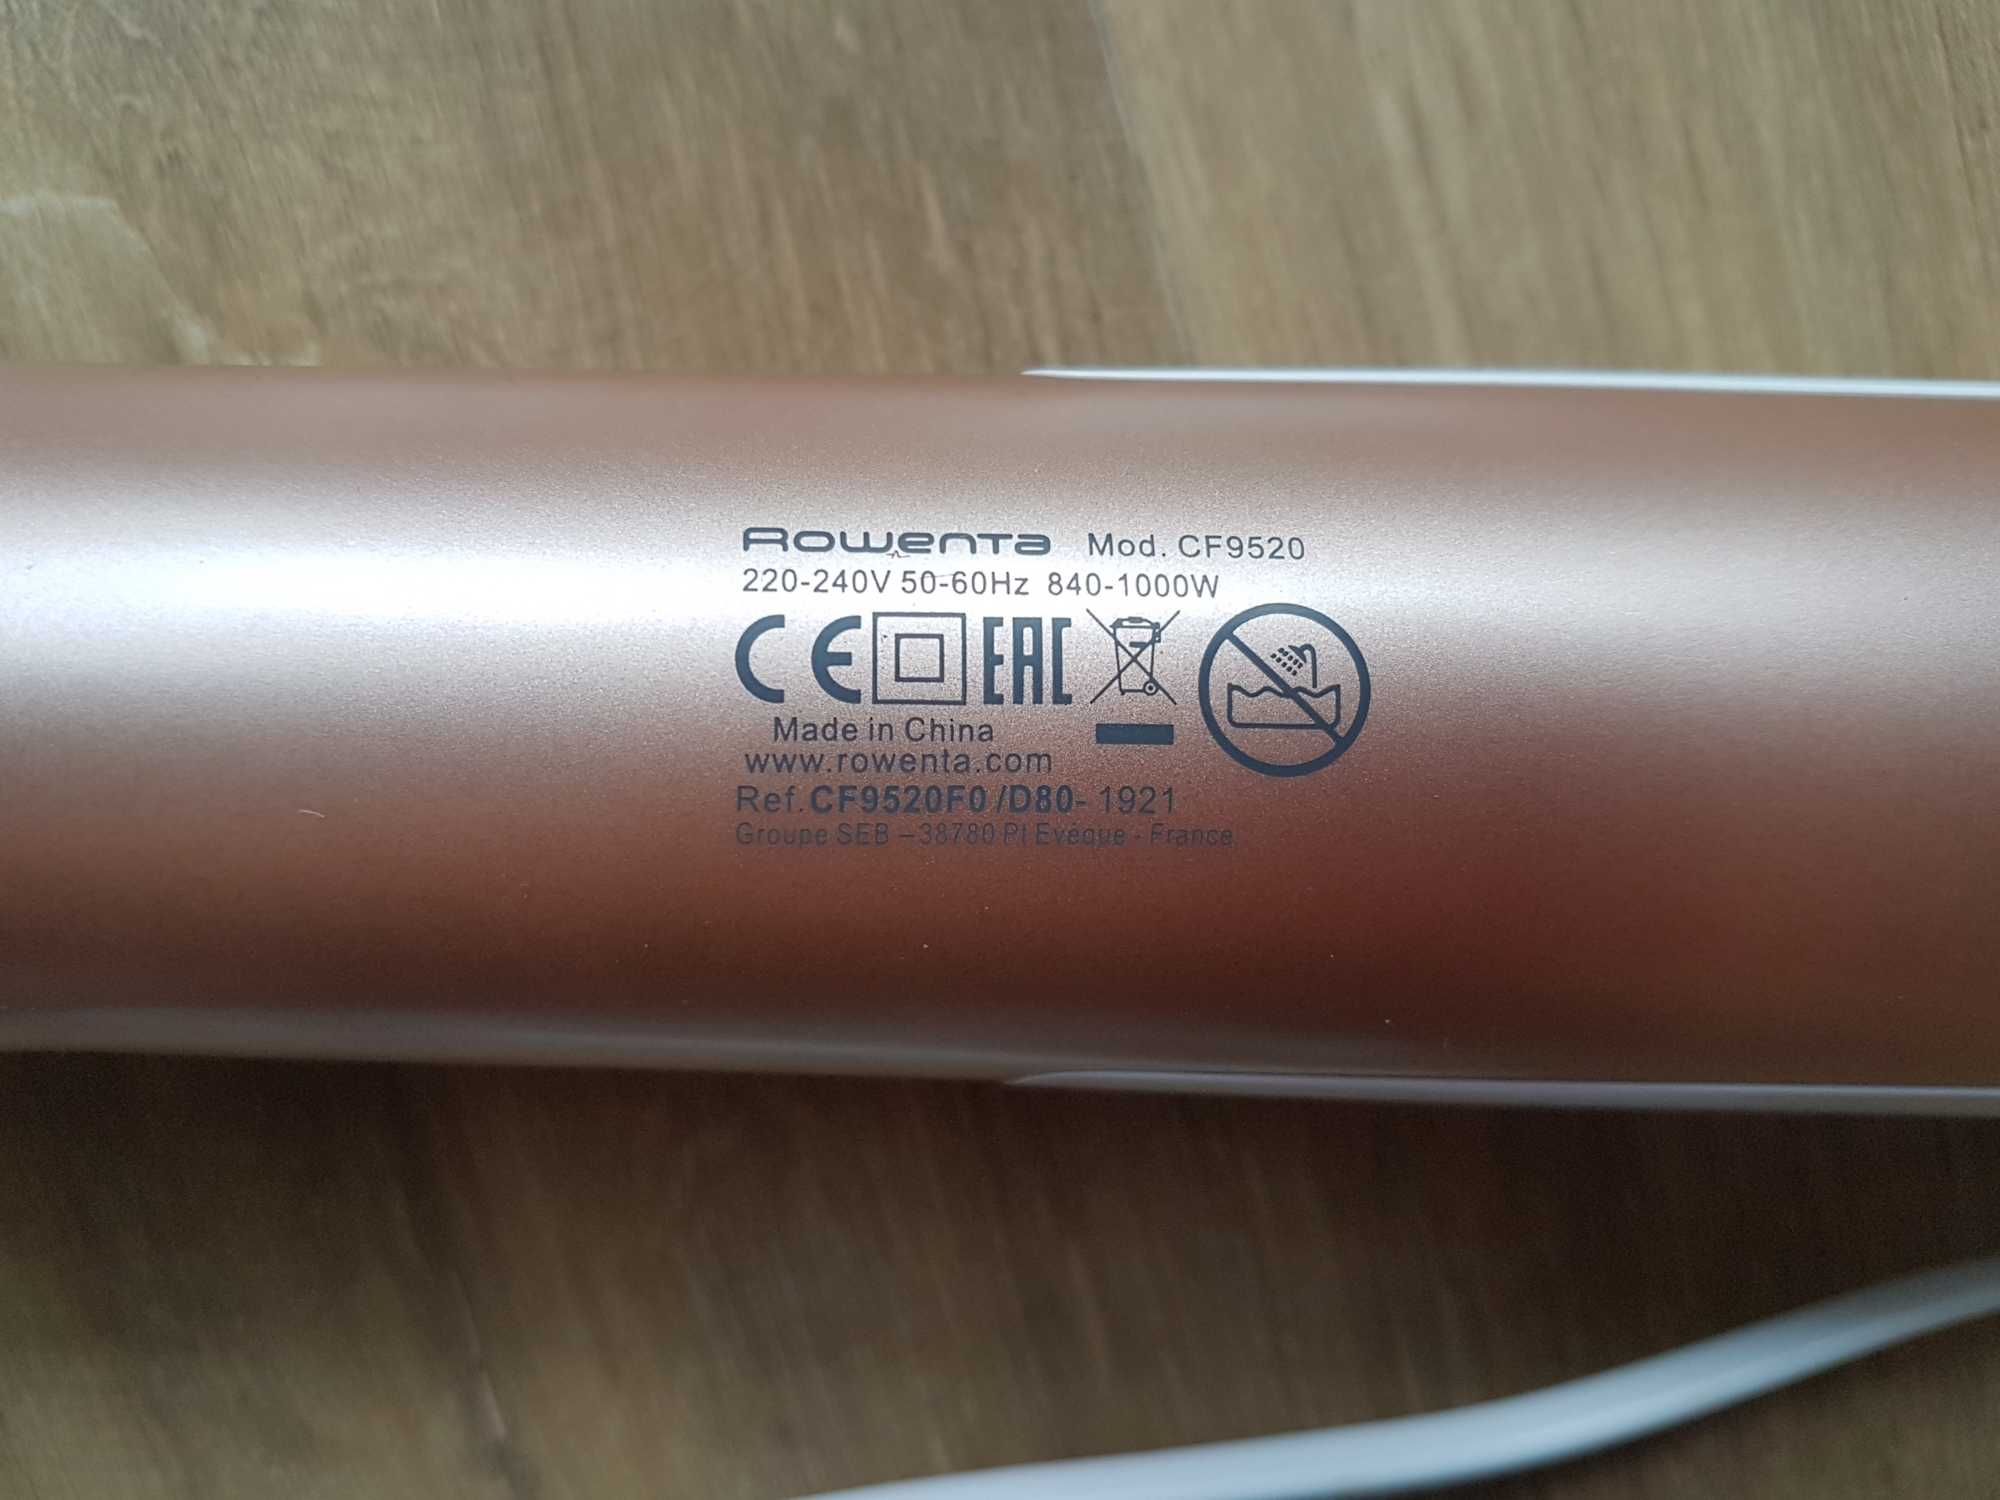 Rowenta Mod. CF9520
220-240V 50-60Hz 840-1000W
CE EAC
Made in China
www.rowenta.com
Ref. CF9520F0 /D80- 1921
Groupe SEB – 38780 Pt Evêque - France